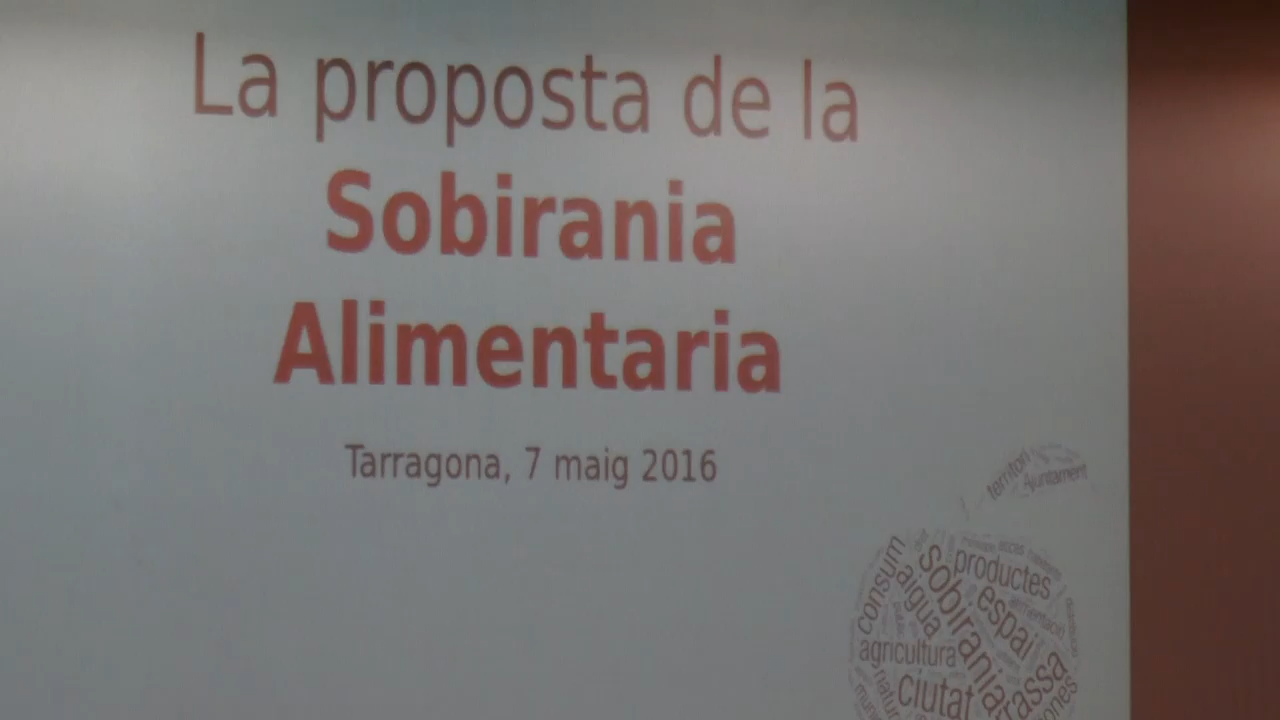 La proposta de la
Sobirania
Alimentaria
Tarragona, 7 maig 2016
territori
Ajuntament
consum
aigua
sobirania
productes
espai
alimentació
agricultura
ciutat